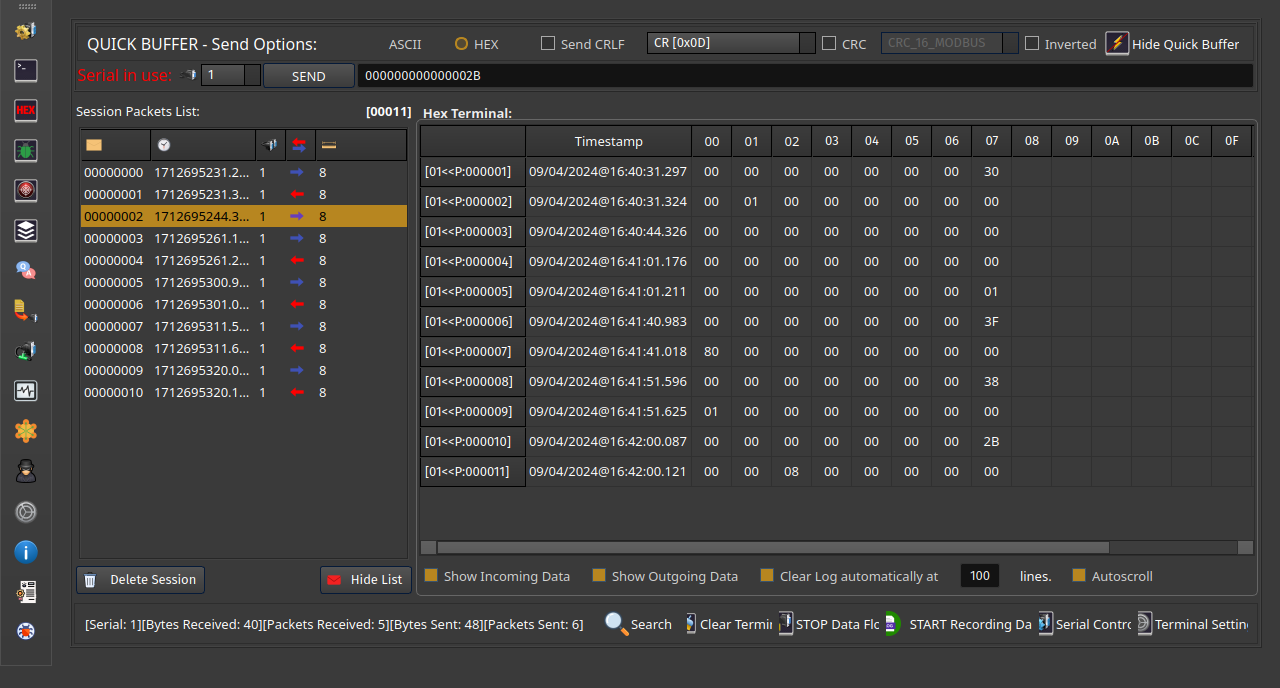 QUICK BUFFER - Send Options: ASCII HEX Send CRLF CR [0x0D] CRC CRC_16_MODBUS Inverted Hide Quick Buffer
Serial in use: 1 SEND 000000000000002B
Session Packets List: [00011]
00000000 1712695231.2... 1 8
00000001 1712695231.3... 1 8
00000002 1712695244.3... 1 8
00000003 1712695261.1... 1 8
00000004 1712695261.2... 1 8
00000005 1712695300.9... 1 8
00000006 1712695301.0... 1 8
00000007 1712695311.5... 1 8
00000008 1712695311.6... 1 8
00000009 1712695320.0... 1 8
00000010 1712695320.1... 1 8
Delete Session Hide List
Hex Terminal:
Timestamp 00 01 02 03 04 05 06 07 08 09 0A 0B 0C 0F
[01<<P:000001] 09/04/2024@16:40:31.297 00 00 00 00 00 00 00 30
[01<<P:000002] 09/04/2024@16:40:31.324 00 01 00 00 00 00 00 00
[01<<P:000003] 09/04/2024@16:40:44.326 00 00 00 00 00 00 00 00
[01<<P:000004] 09/04/2024@16:41:01.176 00 00 00 00 00 00 00 00
[01<<P:000005] 09/04/2024@16:41:01.211 00 00 00 00 00 00 00 01
[01<<P:000006] 09/04/2024@16:41:40.983 00 00 00 00 00 00 00 3F
[01<<P:000007] 09/04/2024@16:41:41.018 80 00 00 00 00 00 00 00
[01<<P:000008] 09/04/2024@16:41:51.596 00 00 00 00 00 00 00 38
[01<<P:000009] 09/04/2024@16:41:51.625 01 00 00 00 00 00 00 00
[01<<P:000010] 09/04/2024@16:42:00.087 00 00 00 00 00 00 00 2B
[01<<P:000011] 09/04/2024@16:42:00.121 00 00 08 00 00 00 00 00
Show Incoming Data Show Outgoing Data Clear Log automatically at 100 lines. Autoscroll
[Serial: 1][Bytes Received: 40][Packets Received: 5][Bytes Sent: 48][Packets Sent: 6] Search Clear Termir STOP Data Flc START Recording Da Serial Contrc Terminal Setting
HEX